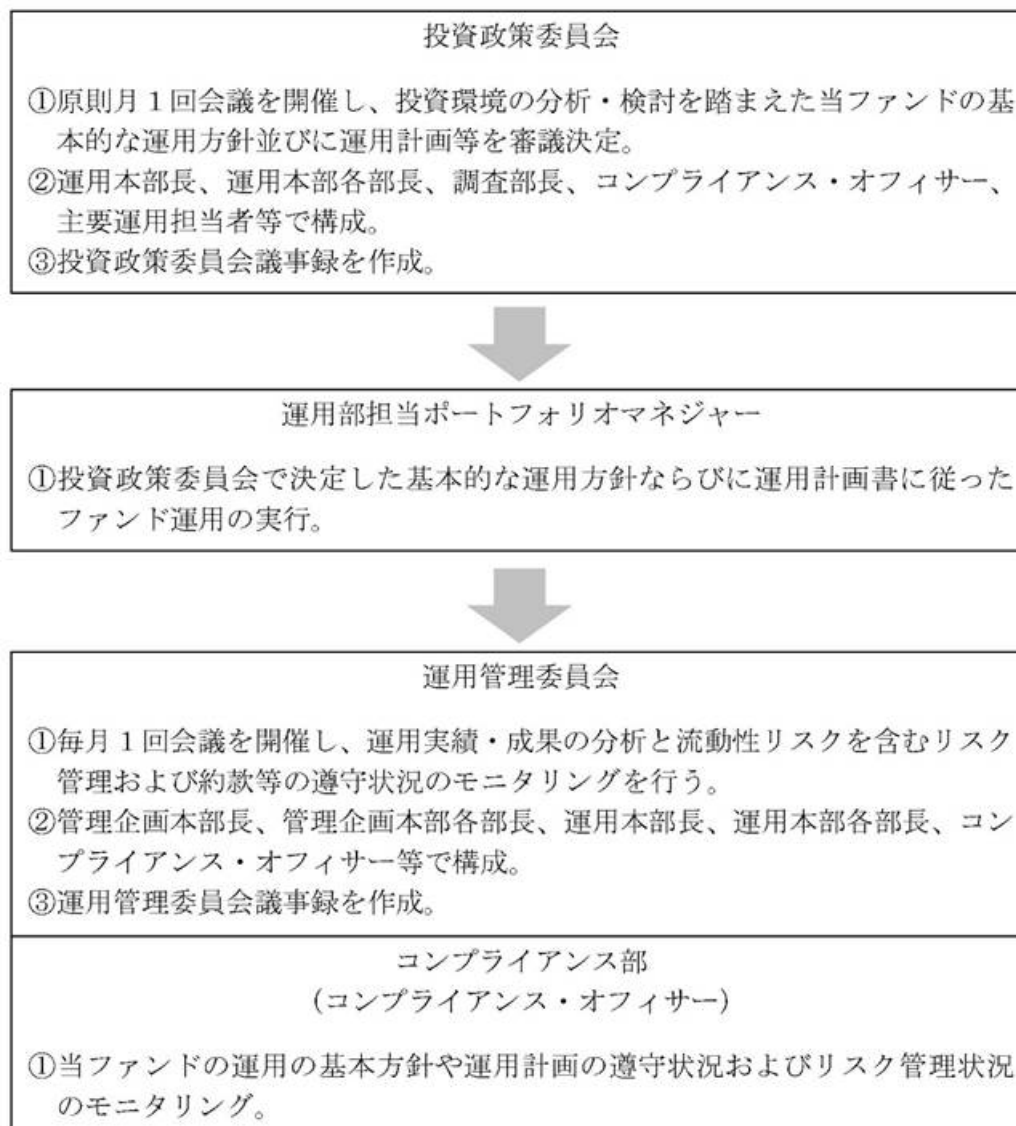 投資政策委員会
①原則月１回会議を開催し、投資環境の分析・検討を踏まえた当ファンドの基
本的な運用方針並びに運用計画等を審議決定。
②運用本部長、運用本部各部長、調査部長、コンプライアンス・オフィサー、
主要運用担当者等で構成。
③投資政策委員会議事録を作成。
運用部担当ポートフォリオマネジャー
①投資政策委員会で決定した基本的な運用方針ならびに運用計画書に従った
ファンド運用の実行。
運用管理委員会
①毎月１回会議を開催し、運用実績・成果の分析と流動性リスクを含むリスク
管理および約款等の遵守状況のモニタリングを行う。
②管理企画本部長、管理企画本部各部長、運用本部長、運用本部各部長、コン
プライアンス・オフィサー等で構成。
③運用管理委員会議事録を作成。
コンプライアンス部
（コンプライアンス・オフィサー）
①当ファンドの運用の基本方針や運用計画の遵守状況およびリスク管理状況
のモニタリング。